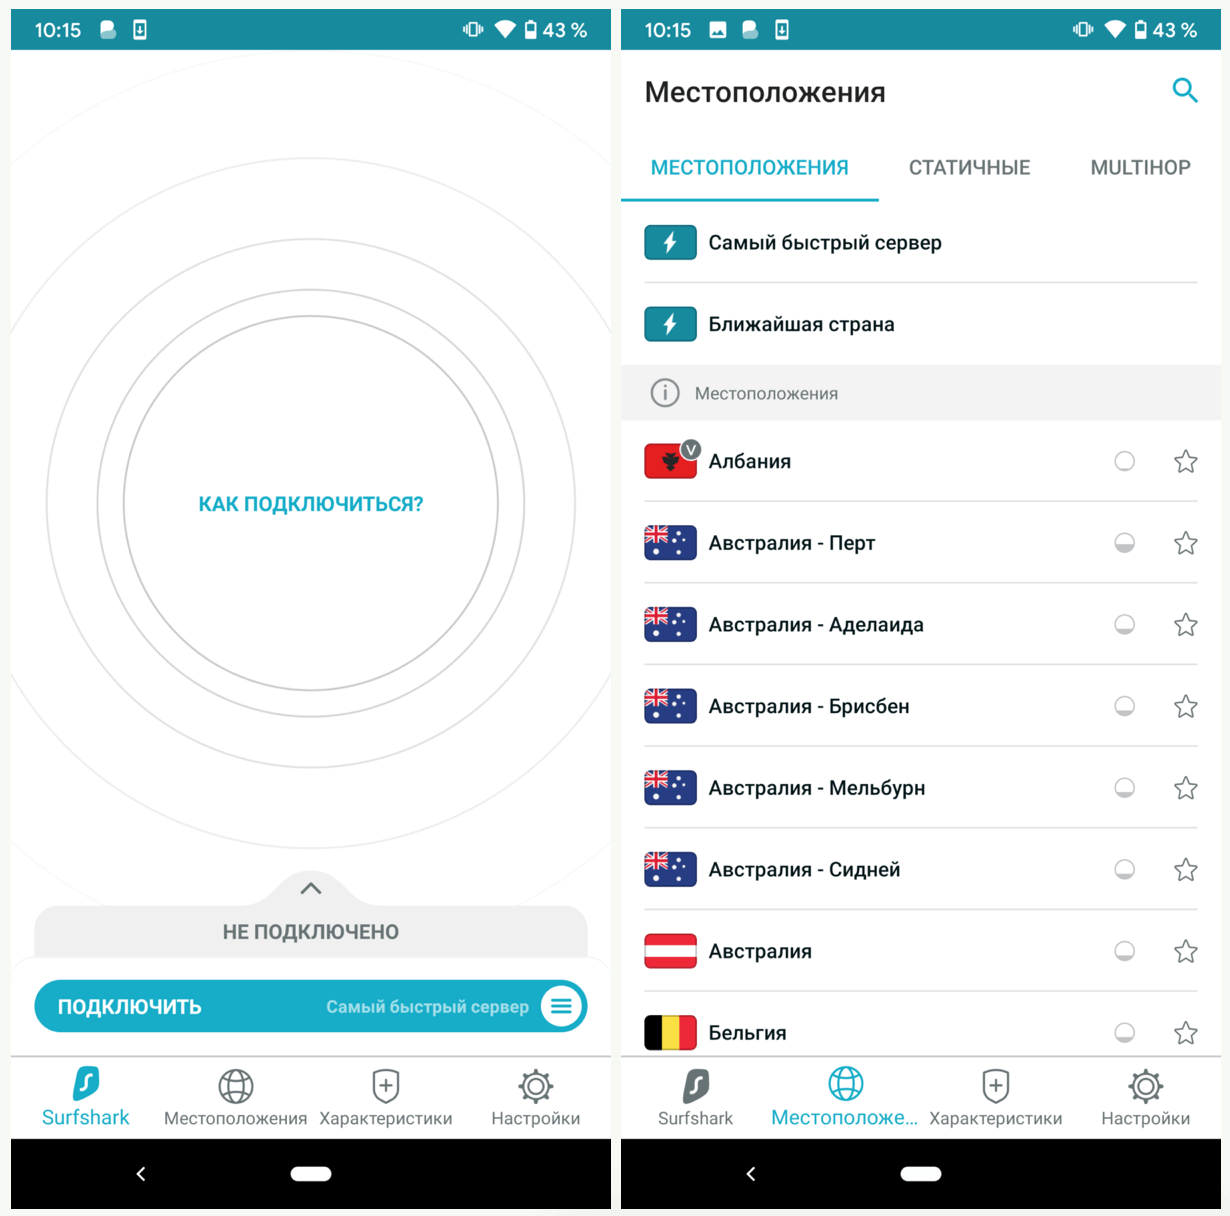 10:15
43 %
КАК ПОДКЛЮЧИТЬСЯ?
НЕ ПОДКЛЮЧЕНО
ПОДКЛЮЧИТЬ Самый быстрый сервер
Surfshark Местоположения Характеристики Настройки
10:15
43 %
Местоположения
МЕСТОПОЛОЖЕНИЯ СТАТИЧНЫЕ MULTIHOP
Самый быстрый сервер
Ближайшая страна
Местоположения
V
Албания
Австралия - Перт
Австралия - Аделаида
Австралия - Брисбен
Австралия - Мельбурн
Австралия - Сидней
Австралия
Бельгия
Surfshark Местоположе... Характеристики Настройки